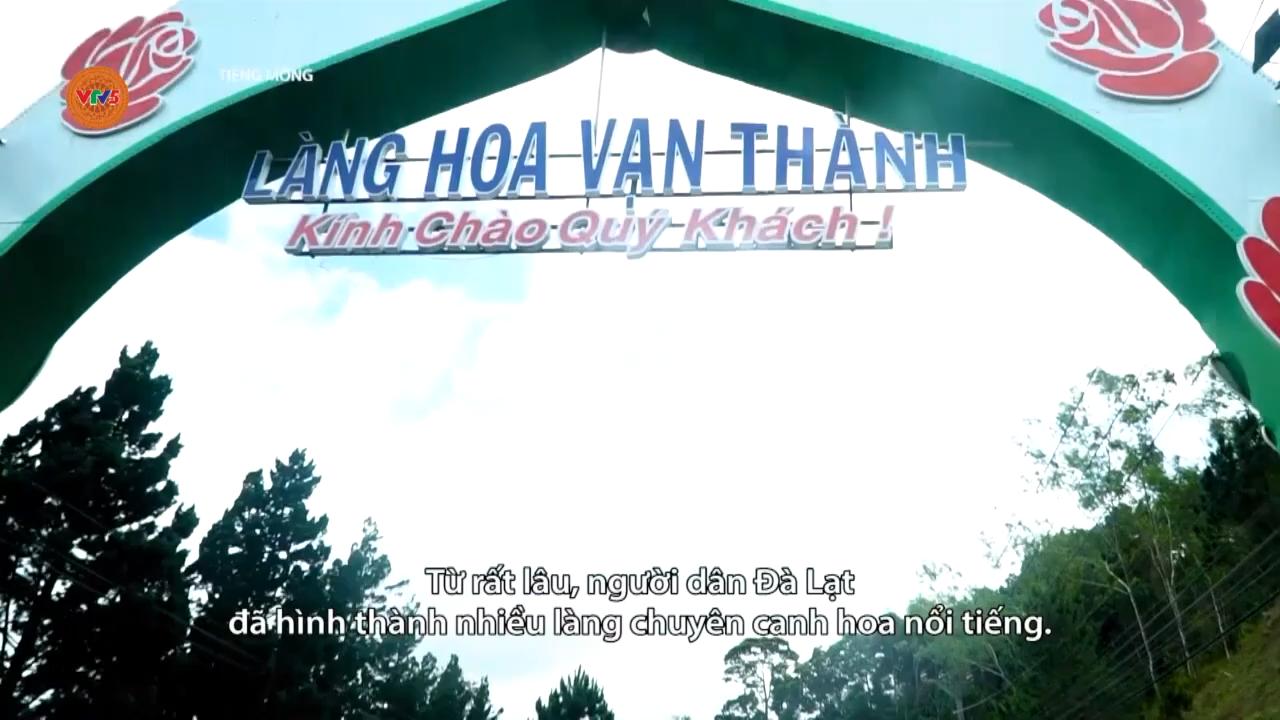 VTV5
TIẾNG MÔNG
LÀNG HOA VẠN THÀNH
Kính Chào Quý Khách !
Từ rất lâu, người dân Đà Lạt
đã hình thành nhiều làng chuyên canh hoa nổi tiếng.